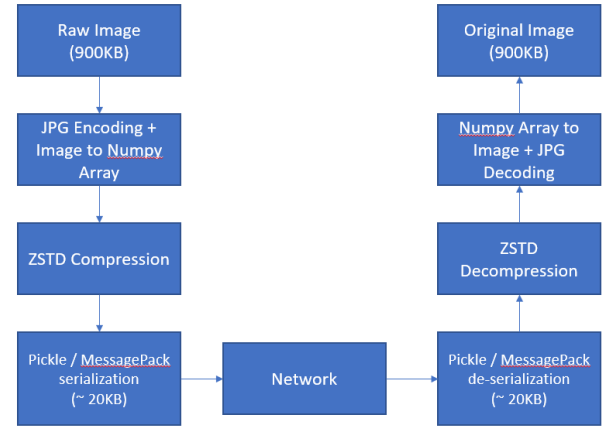 Raw Image
(900KB)
JPG Encoding +
Image to Numpy
Array
ZSTD Compression
Pickle / MessagePack
serialization
(~ 20KB)
Network
Pickle / MessagePack
de-serialization
(~ 20KB)
ZSTD
Decompression
Numpy Array to
Image + JPG
Decoding
Original Image
(900KB)